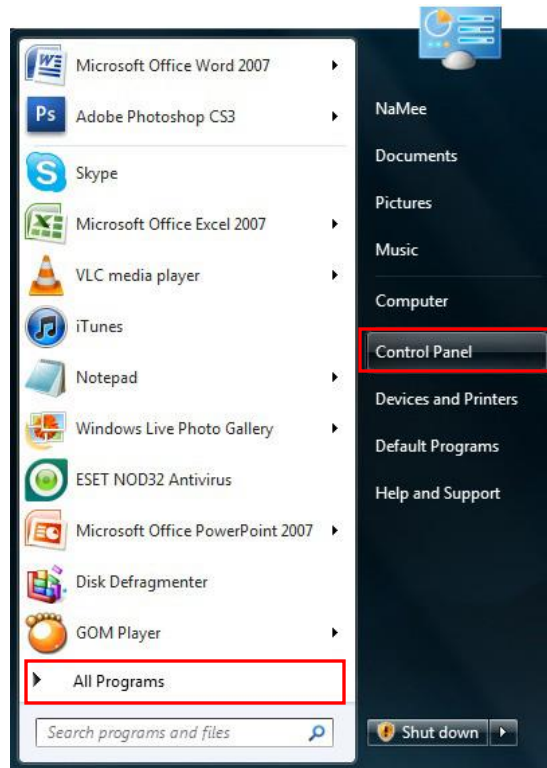 Microsoft Office Word 2007
Ps Adobe Photoshop CS3
Skype
Microsoft Office Excel 2007
VLC media player
iTunes
Notepad
Windows Live Photo Gallery
ESET NOD32 Antivirus
Microsoft Office PowerPoint 2007
Disk Defragmenter
GOM Player
All Programs
Search programs and files
NaMee
Documents
Pictures
Music
Computer
Control Panel
Devices and Printers
Default Programs
Help and Support
Shut down